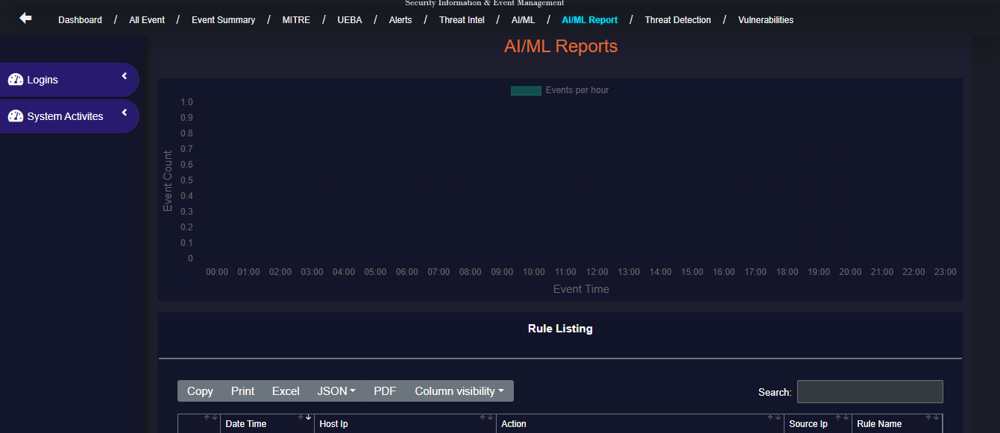 Security Information & Event Management
Dashboard / All Event / Event Summary / MITRE / UEBA / Alerts / Threat Intel / AI/ML / AI/ML Report / Threat Detection / Vulnerabilities
AI/ML Reports
Logins
System Activites
Events per hour
1.0
0.9
0.8
0.7
0.6
0.5
0.4
0.3
0.2
0.1
0
Event Count
00:00 01:00 02:00 03:00 04:00 05:00 06:00 07:00 08:00 09:00 10:00 11:00 12:00 13:00 14:00 15:00 16:00 17:00 18:00 19:00 20:00 21:00 22:00 23:00
Event Time
Rule Listing
Copy Print Excel JSON PDF Column visibility
Search:
Date Time Host Ip Action Source Ip Rule Name